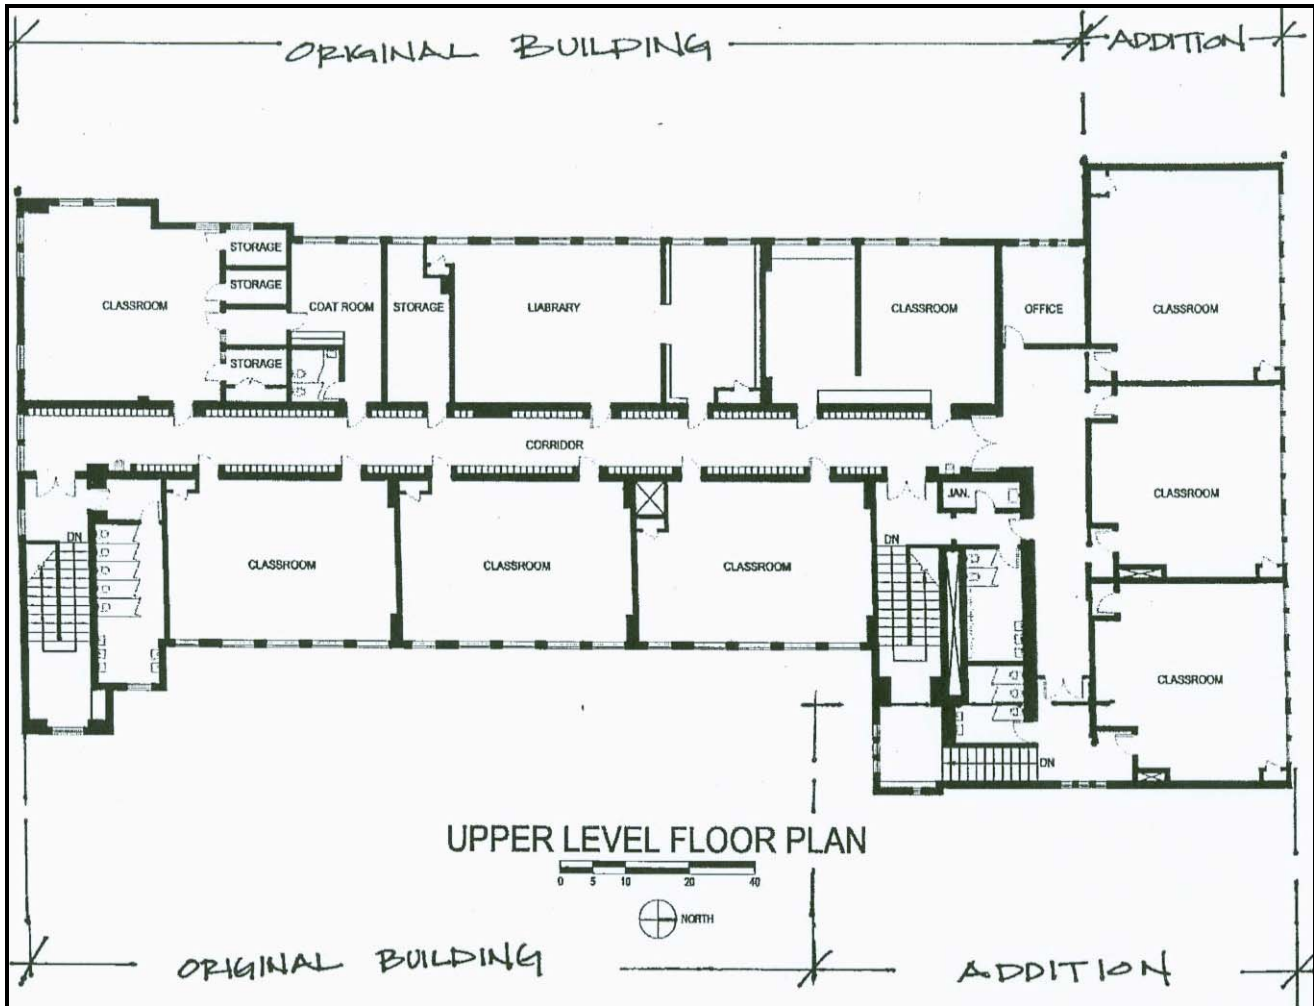 ORIGINAL BUILDING
ADDITION
STORAGE
STORAGE
CLASSROOM
COAT ROOM
STORAGE
LIABRARY
CLASSROOM
OFFICE
CLASSROOM
STORAGE
CORRIDOR
JAN.
CLASSROOM
DN
DN
CLASSROOM
CLASSROOM
CLASSROOM
CLASSROOM
DN
UPPER LEVEL FLOOR PLAN
0 5 10 20 40
NORTH
ORIGINAL BUILDING
ADDITION